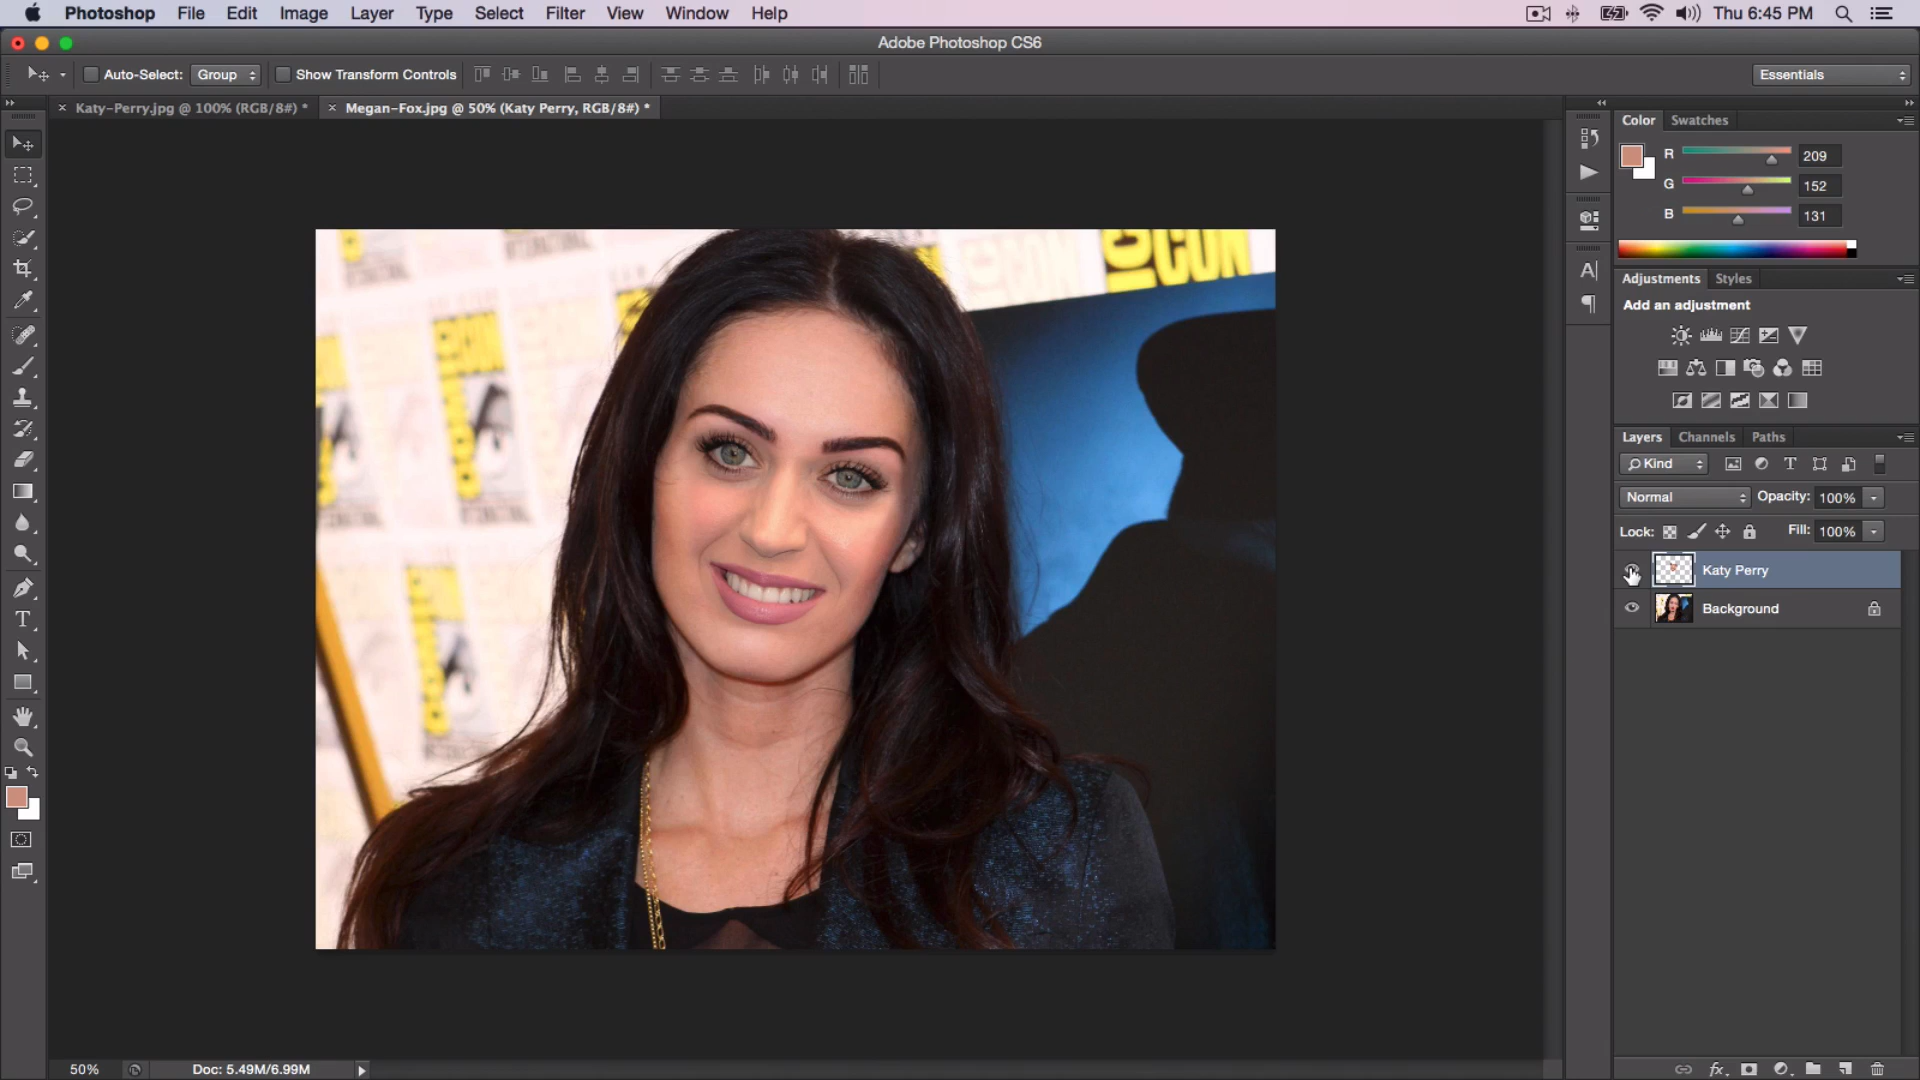 Photoshop File Edit Image Layer Type Select Filter View Window Help Thu 6:45 PM
Adobe Photoshop CS6
Auto-Select: Group Show Transform Controls Essentials
Katy-Perry.jpg @ 100% (RGB/8#) * Megan-Fox.jpg @ 50% (Katy Perry, RGB/8#) *
Color Swatches
R 209
G 152
B 131
Adjustments Styles
Add an adjustment
Layers Channels Paths
Kind
Normal Opacity: 100%
Lock: Fill: 100%
Katy Perry
Background
CON
50% Doc: 5.49M/6.99M